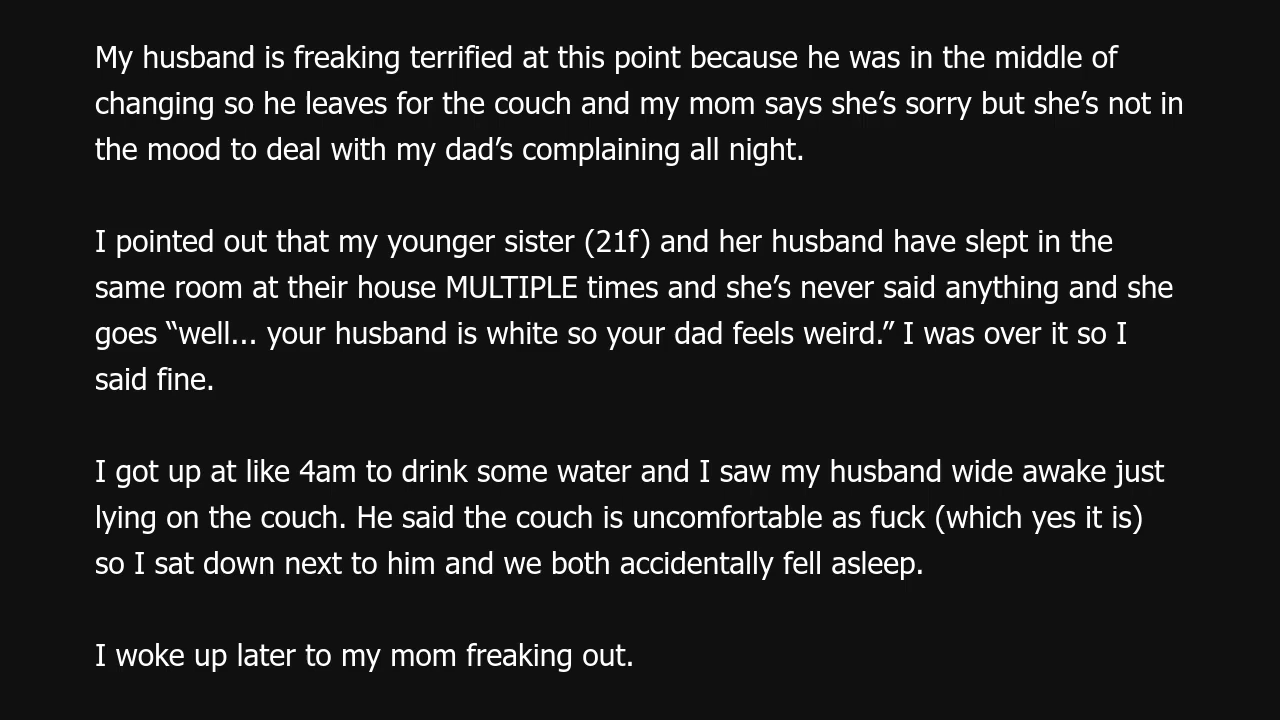 My husband is freaking terrified at this point because he was in the middle of
changing so he leaves for the couch and my mom says she’s sorry but she’s not in
the mood to deal with my dad’s complaining all night.
I pointed out that my younger sister (21f) and her husband have slept in the
same room at their house MULTIPLE times and she’s never said anything and she
goes “well... your husband is white so your dad feels weird.” I was over it so I
said fine.
I got up at like 4am to drink some water and I saw my husband wide awake just
lying on the couch. He said the couch is uncomfortable as fuck (which yes it is)
so I sat down next to him and we both accidentally fell asleep.
I woke up later to my mom freaking out.